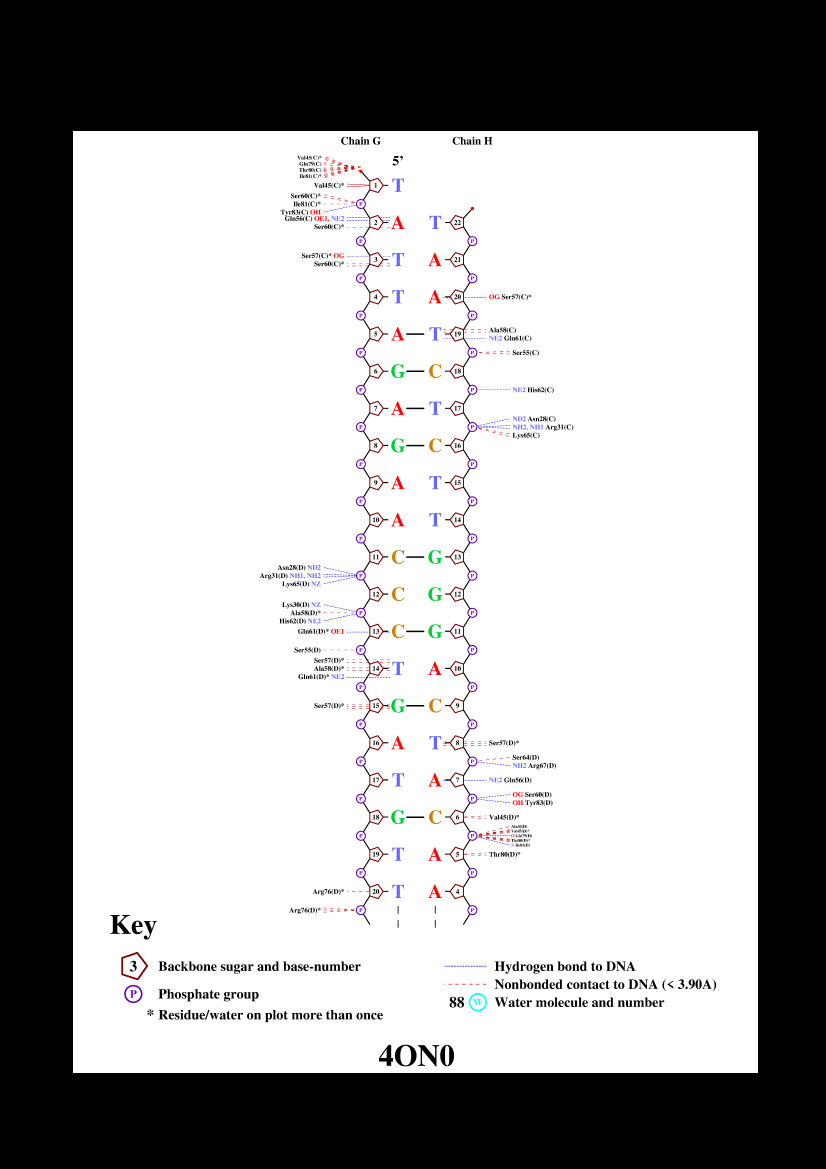 Chain G Chain H
5'
Val45(C)*
Gln79(C)
Thr80(C)
Ile81(C)*
Val45(C)* 1 T
Ser60(C)*
Ile81(C)* P
Tyr83(C) OH
Gln56(C) OE1, NE2
Ser60(C)* 2 A T 22
P P
Ser57(C)* OG
Ser60(C)* 3 T A 21
P P
4 T A 20 OG Ser57(C)*
P P
5 A T 19 Ala58(C)
NE2 Gln61(C)
P P Ser55(C)
6 G C 18
P P NE2 His62(C)
7 A T 17
P P ND2 Asn28(C)
NH2, NH1 Arg31(C)
Lys65(C)
8 G C 16
P P
9 A T 15
P P
10 A T 14
P P
11 C G 13
Asn28(D) ND2
Arg31(D) NH1, NH2 P P
Lys65(D) NZ
12 C G 12
Lys30(D) NZ
Ala58(D)* P P
His62(D) NE2
Gln61(D)* OE1 13 C G 11
Ser55(D) P P
Ser57(D)*
Ala58(D)* 14 T A 10
Gln61(D)* NE2
P P
Ser57(D)* 15 G C 9
P P
16 A T 8 Ser57(D)*
P P Ser64(D)
NH2 Arg67(D)
17 T A 7 NE2 Gln56(D)
P P OG Ser60(D)
OH Tyr83(D)
18 G C 6 Val45(D)*
P P
Val45(D)*
O Gln79(D)
Thr80(D)*
N Ile81(D)
19 T A 5 Thr80(D)*
P P
Arg76(D)* 20 T A 4
Arg76(D)* P P
Key
3 Backbone sugar and base-number
P Phosphate group
* Residue/water on plot more than once
Hydrogen bond to DNA
Nonbonded contact to DNA (< 3.90A)
88 W Water molecule and number
4ON0